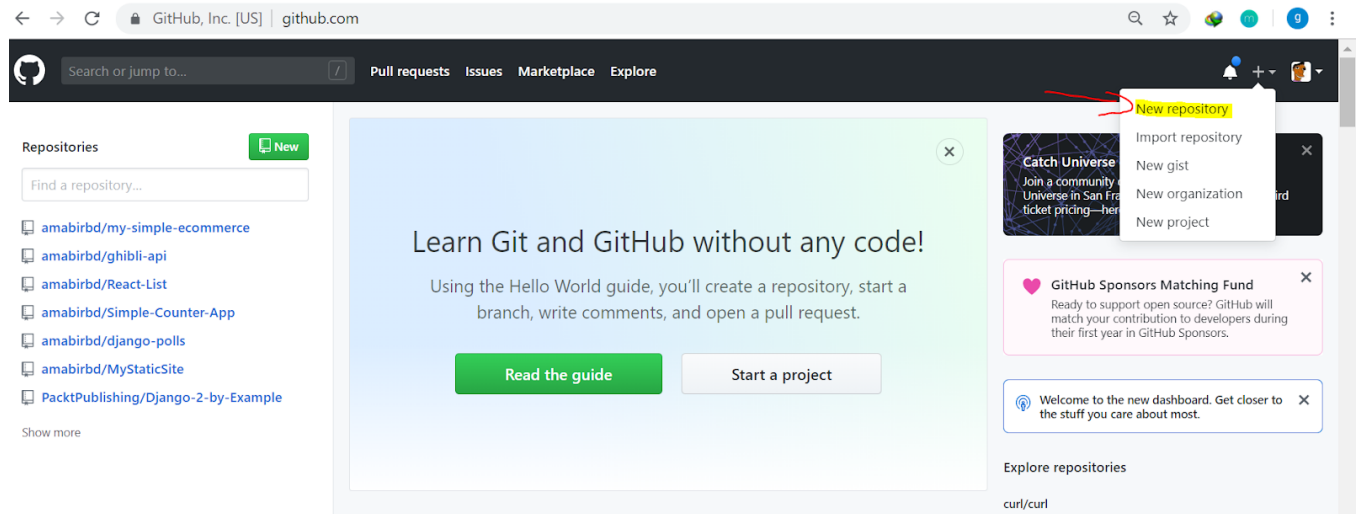 GitHub, Inc. [US] | github.com
g
Search or jump to...
/
Pull requests Issues Marketplace Explore
New repository
Import repository
New gist
New organization
New project
Repositories
New
Find a repository...
amabirbd/my-simple-ecommerce
amabirbd/ghibli-api
amabirbd/React-List
amabirbd/Simple-Counter-App
amabirbd/django-polls
amabirbd/MyStaticSite
PacktPublishing/Django-2-by-Example
Show more
Learn Git and GitHub without any code!
Using the Hello World guide, you’ll create a repository, start a
branch, write comments, and open a pull request.
Read the guide
Start a project
Catch Universe
Join a community
Universe in San Fra ird
ticket pricing—her
GitHub Sponsors Matching Fund
Ready to support open source? GitHub will
match your contribution to developers during
their first year in GitHub Sponsors.
Welcome to the new dashboard. Get closer to
the stuff you care about most.
Explore repositories
curl/curl